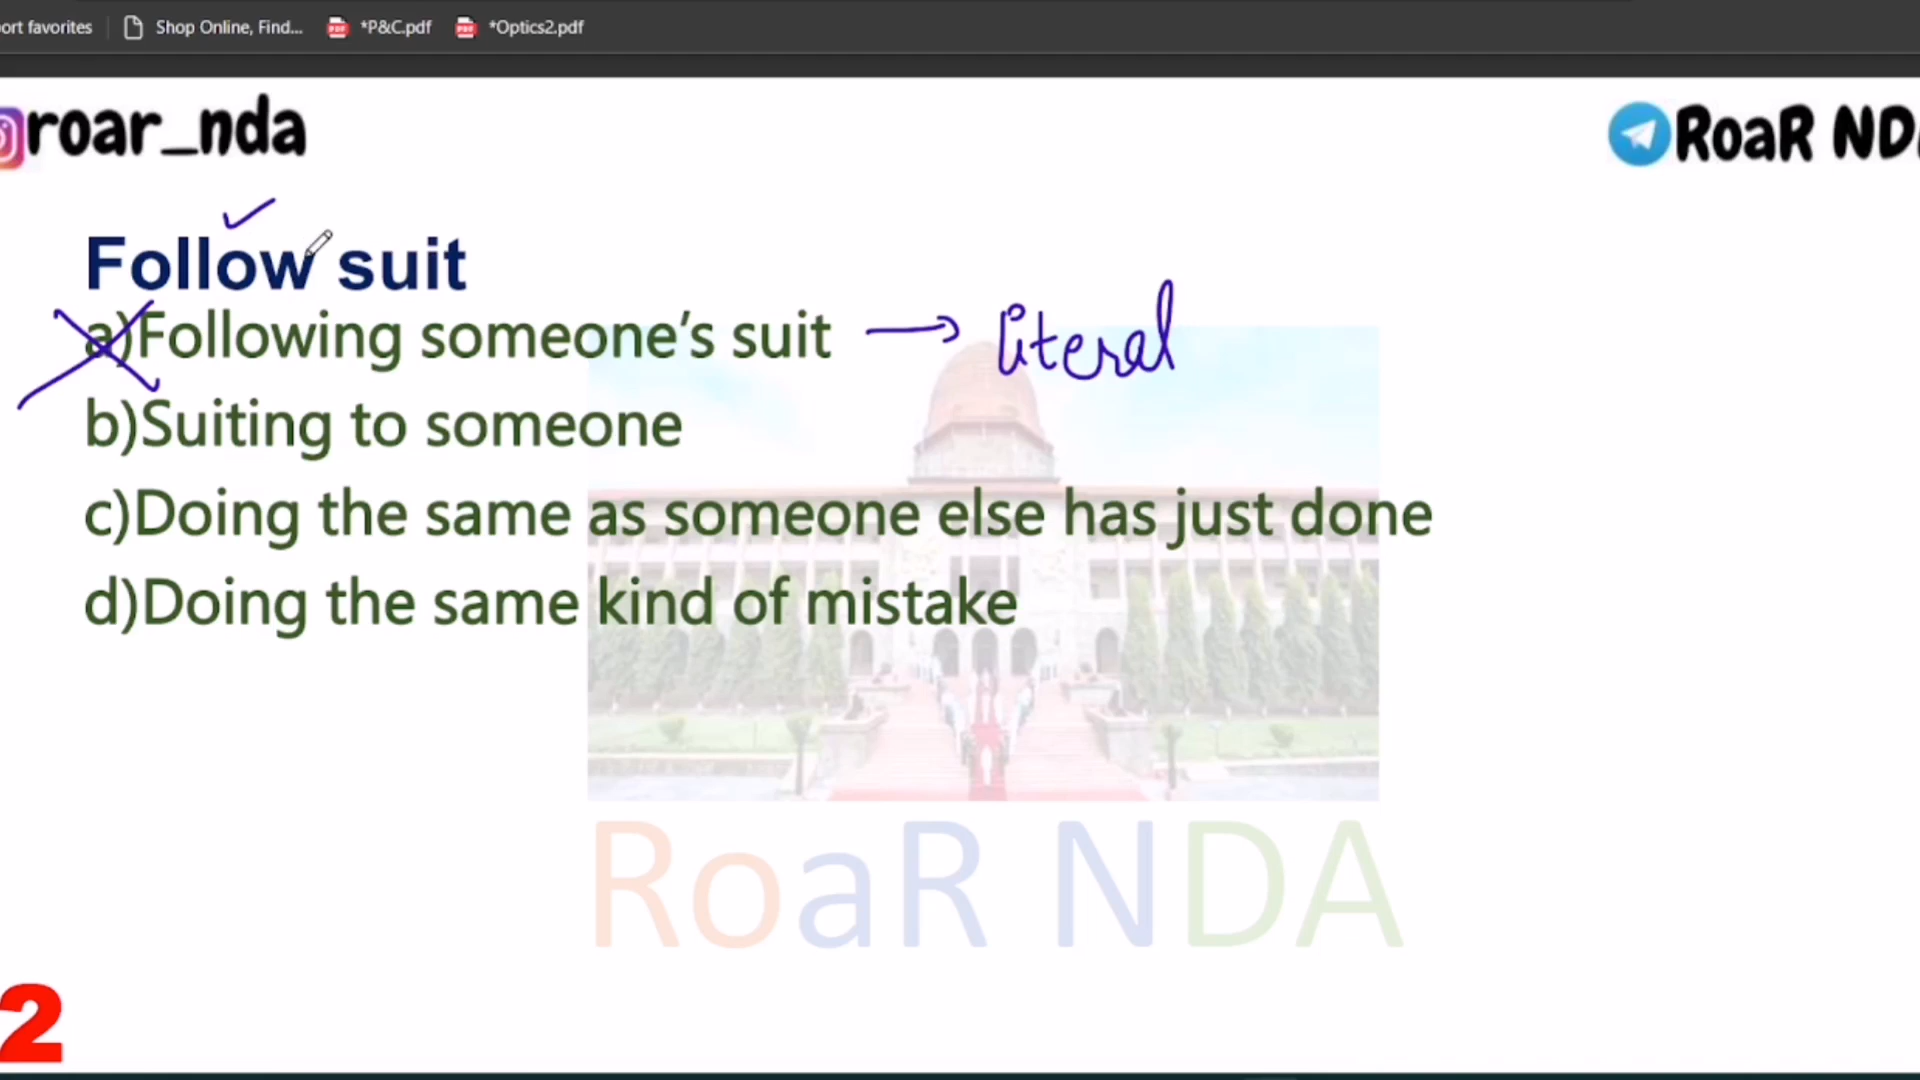 ort favorites Shop Online, Find... *P&C.pdf *Optics2.pdf
roar_nda RoaR ND
Follow suit
a)Following someone's suit → literal
b)Suiting to someone
c)Doing the same as someone else has just done
d)Doing the same kind of mistake
RoaR NDA
2